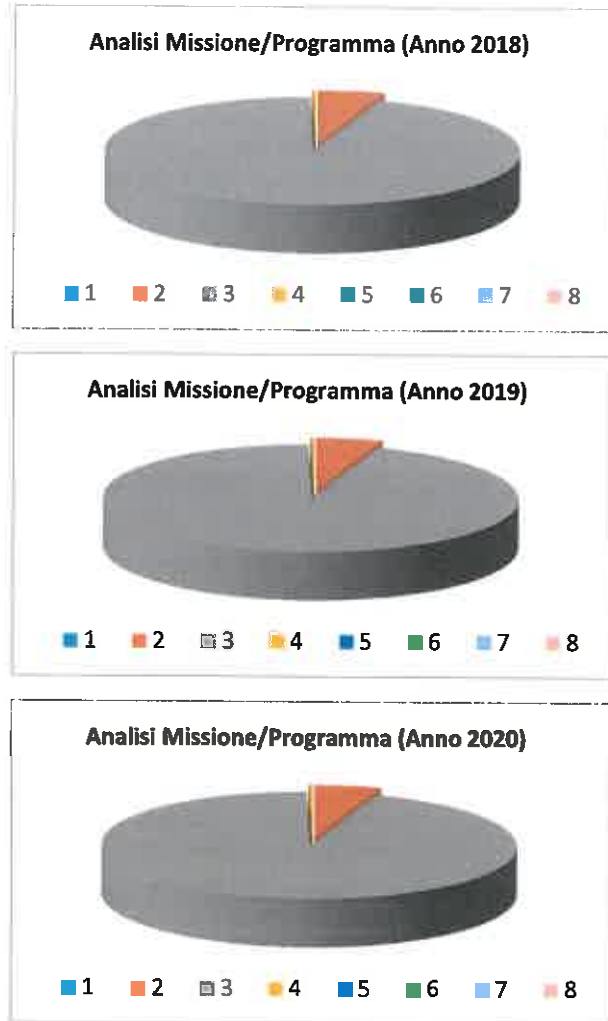 Analisi Missione/Programma (Anno 2018)
1 2 3 4 5 6 7 8
Analisi Missione/Programma (Anno 2019)
1 2 3 4 5 6 7 8
Analisi Missione/Programma (Anno 2020)
1 2 3 4 5 6 7 8